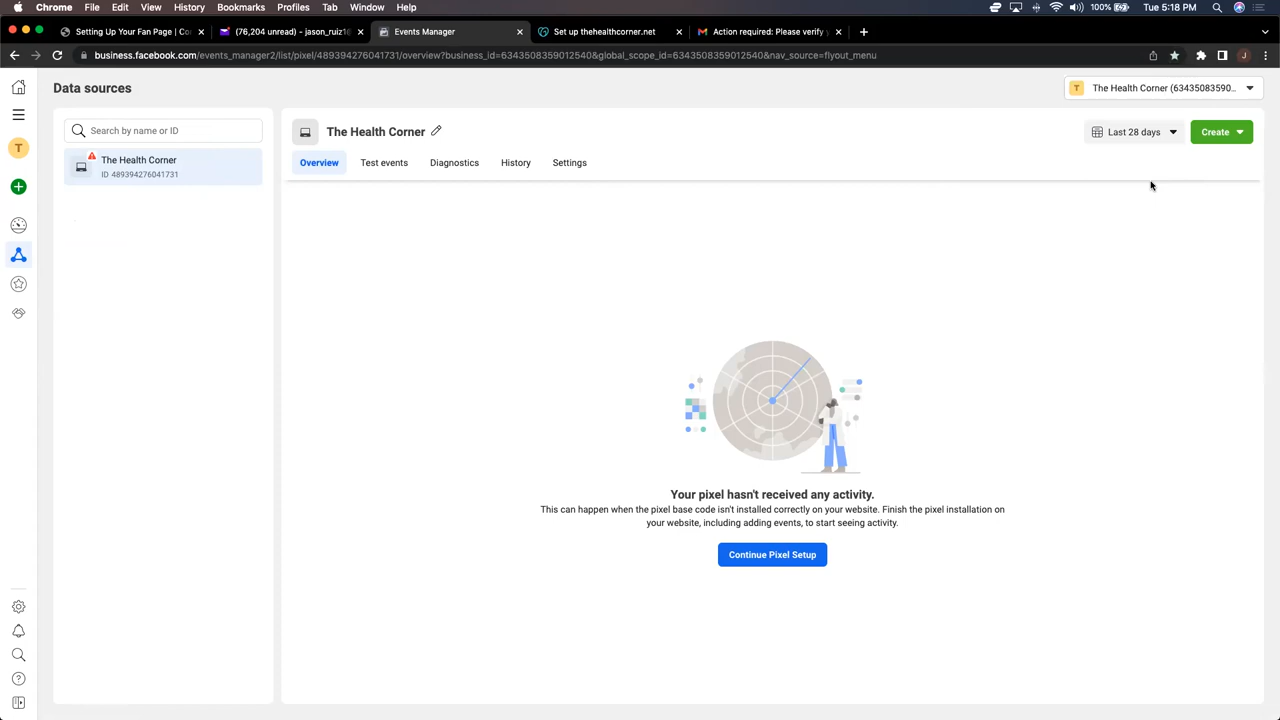 Chrome File Edit View History Bookmarks Profiles Tab Window Help 100% Tue 5:18 PM
Setting Up Your Fan Page | Co (76,204 unread) - jason_ruiz1 Events Manager Set up thehealthcorner.net Action required: Please verify
business.facebook.com/events_manager2/list/pixel/489394276041731/overview?business_id=634350835901254&global_scope_id=634350835901254&nav_source=flyout_menu
Data sources
T The Health Corner (63435083590...
Search by name or ID
The Health Corner
Last 28 days
Create
The Health Corner
ID 489394276041731
Overview Test events Diagnostics History Settings
T
Your pixel hasn't received any activity.
This can happen when the pixel base code isn't installed correctly on your website. Finish the pixel installation on
your website, including adding events, to start seeing activity.
Continue Pixel Setup